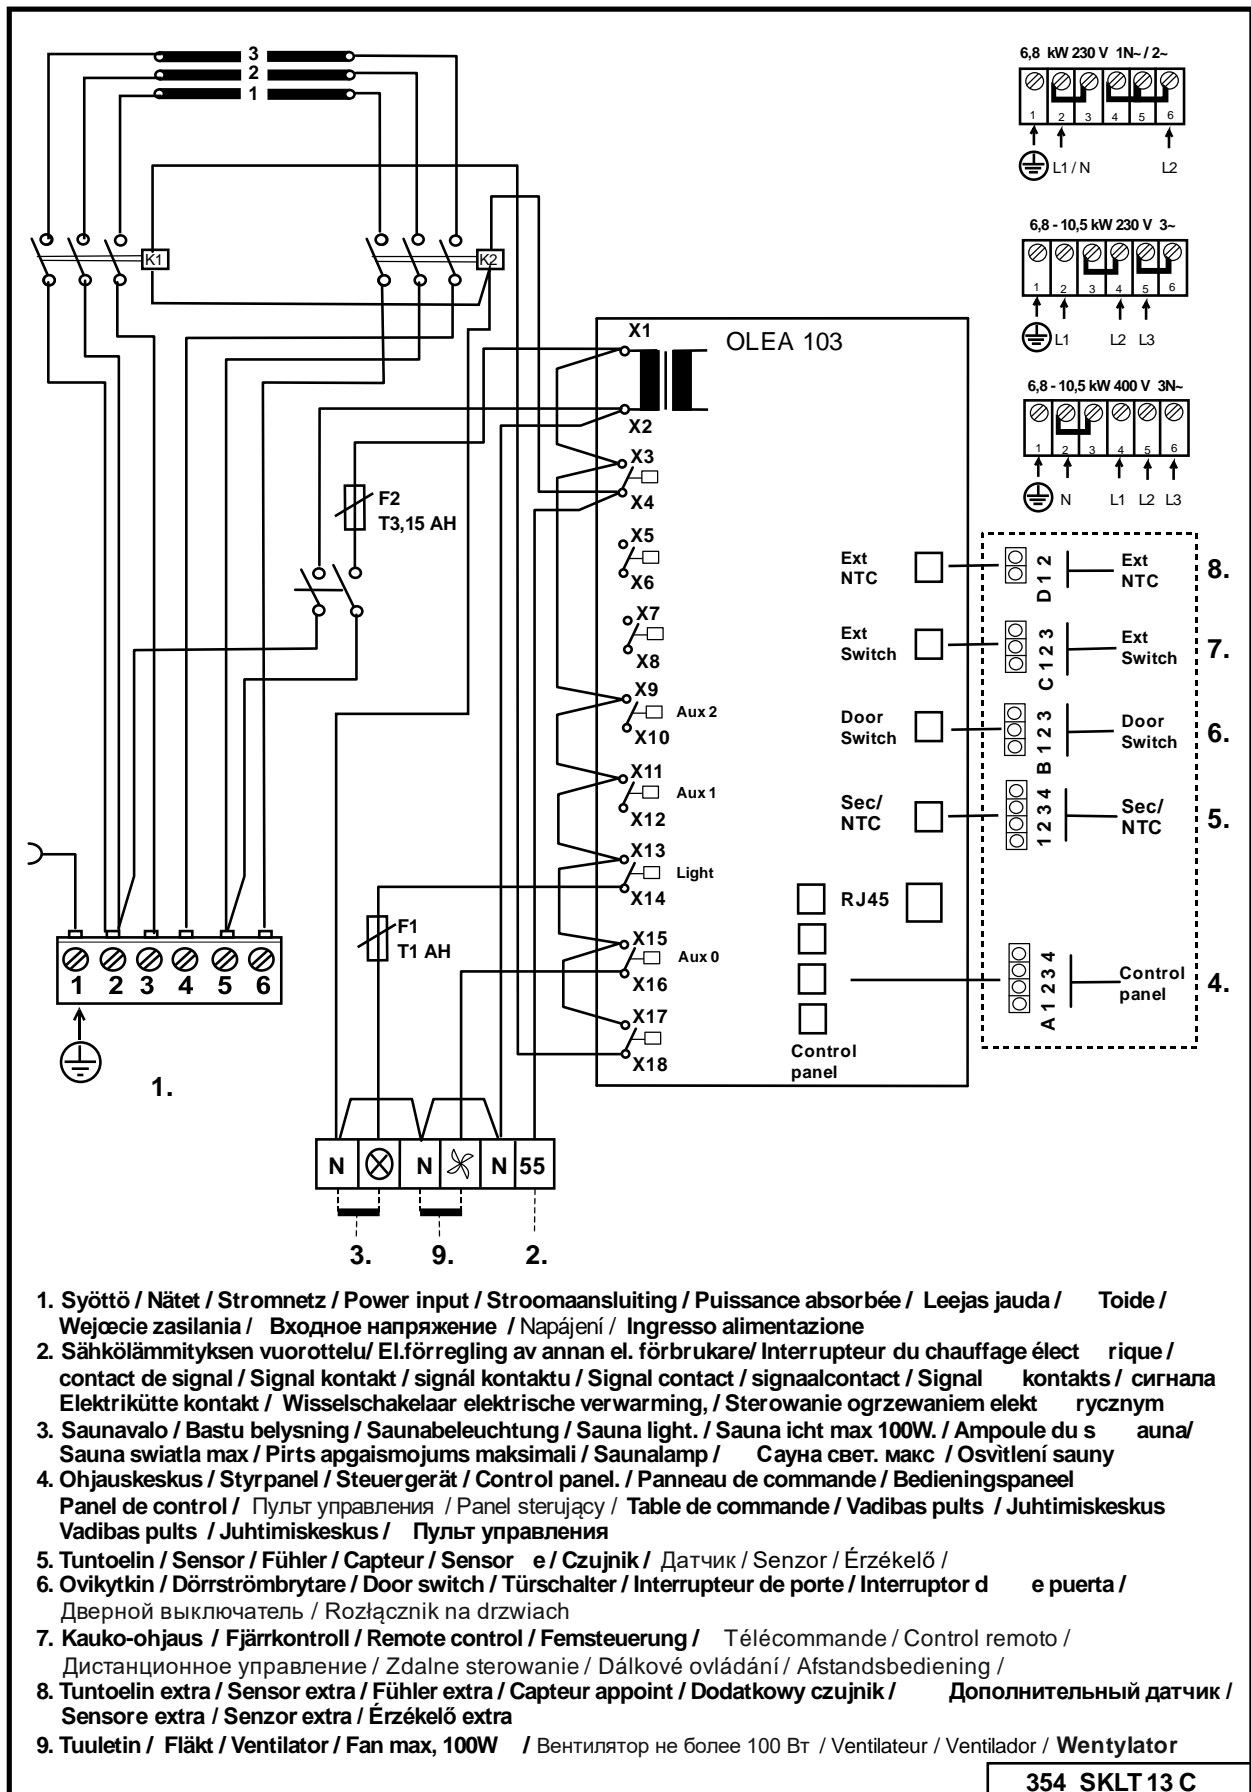 3
2
1
K1
K2
6,8 kW 230 V 1N~ / 2~
1 2 3 4 5 6
L1 / N L2
6,8 - 10,5 kW 230 V 3~
1 2 3 4 5 6
L1 L2 L3
6,8 - 10,5 kW 400 V 3N~
1 2 3 4 5 6
N L1 L2 L3
OLEA 103
X1
X2
X3
X4
X5
X6
X7
X8
X9
Aux 2
X10
X11
Aux 1
X12
X13
Light
X14
X15
Aux 0
X16
X17
X18
F2
T3,15 AH
F1
T1 AH
Ext
NTC
Ext
Switch
Door
Switch
Sec/
NTC
RJ45
Control
panel
D 1 2
Ext
NTC
8.
C 1 2 3
Ext
Switch
7.
B 1 2 3
Door
Switch
6.
1 2 3 4
Sec/
NTC
5.
A 1 2 3 4
Control
panel
4.
1 2 3 4 5 6
1.
N N N 55
3. 9. 2.
1. Syöttö / Nätet / Stromnetz / Power input / Stroomaansluiting / Puissance absorbée / Leejas jauda / Toide /
Wejœcie zasilania / Входное напряжение / Napájení / Ingresso alimentazione
2. Sähkölämmityksen vuorottelu/ El.förregling av annan el. förbrukare/ Interrupteur du chauffage élect rique /
contact de signal / Signal kontakt / signál kontaktu / Signal contact / signaalcontact / Signal kontakts / сигнала
Elektrikütte kontakt / Wisselschakelaar elektrische verwarming, / Sterowanie ogrzewaniem elekt rycznym
3. Saunavalo / Bastu belysning / Saunabeleuchtung / Sauna light. / Sauna icht max 100W. / Ampoule du s auna/
Sauna swiatla max / Pirts apgaismojums maksimali / Saunalamp / Сауна свет. макс / Osvìtlení sauny
4. Ohjauskeskus / Styrpanel / Steuergerät / Control panel. / Panneau de commande / Bedieningspaneel
Panel de control / Пульт управления / Panel sterujący / Table de commande / Vadibas pults / Juhtimiskeskus
Vadibas pults / Juhtimiskeskus / Пульт управления
5. Tuntoelin / Sensor / Fühler / Capteur / Sensor e / Czujnik / Датчик / Senzor / Érzékelő /
6. Ovikytkin / Dörrströmbrytare / Door switch / Türschalter / Interrupteur de porte / Interruptor d e puerta /
Дверной выключатель / Rozłącznik na drzwiach
7. Kauko-ohjaus / Fjärrkontroll / Remote control / Femsteuerung / Télécommande / Control remoto /
Дистанционное управление / Zdalne sterowanie / Dálkové ovládání / Afstandsbediening /
8. Tuntoelin extra / Sensor extra / Fühler extra / Capteur appoint / Dodatkowy czujnik / Дополнительный датчик /
Sensore extra / Senzor extra / Érzékelő extra
9. Tuuletin / Fläkt / Ventilator / Fan max, 100W / Вентилятор не более 100 Вт / Ventilateur / Ventilador / Wentylator
354 SKLT 13 C